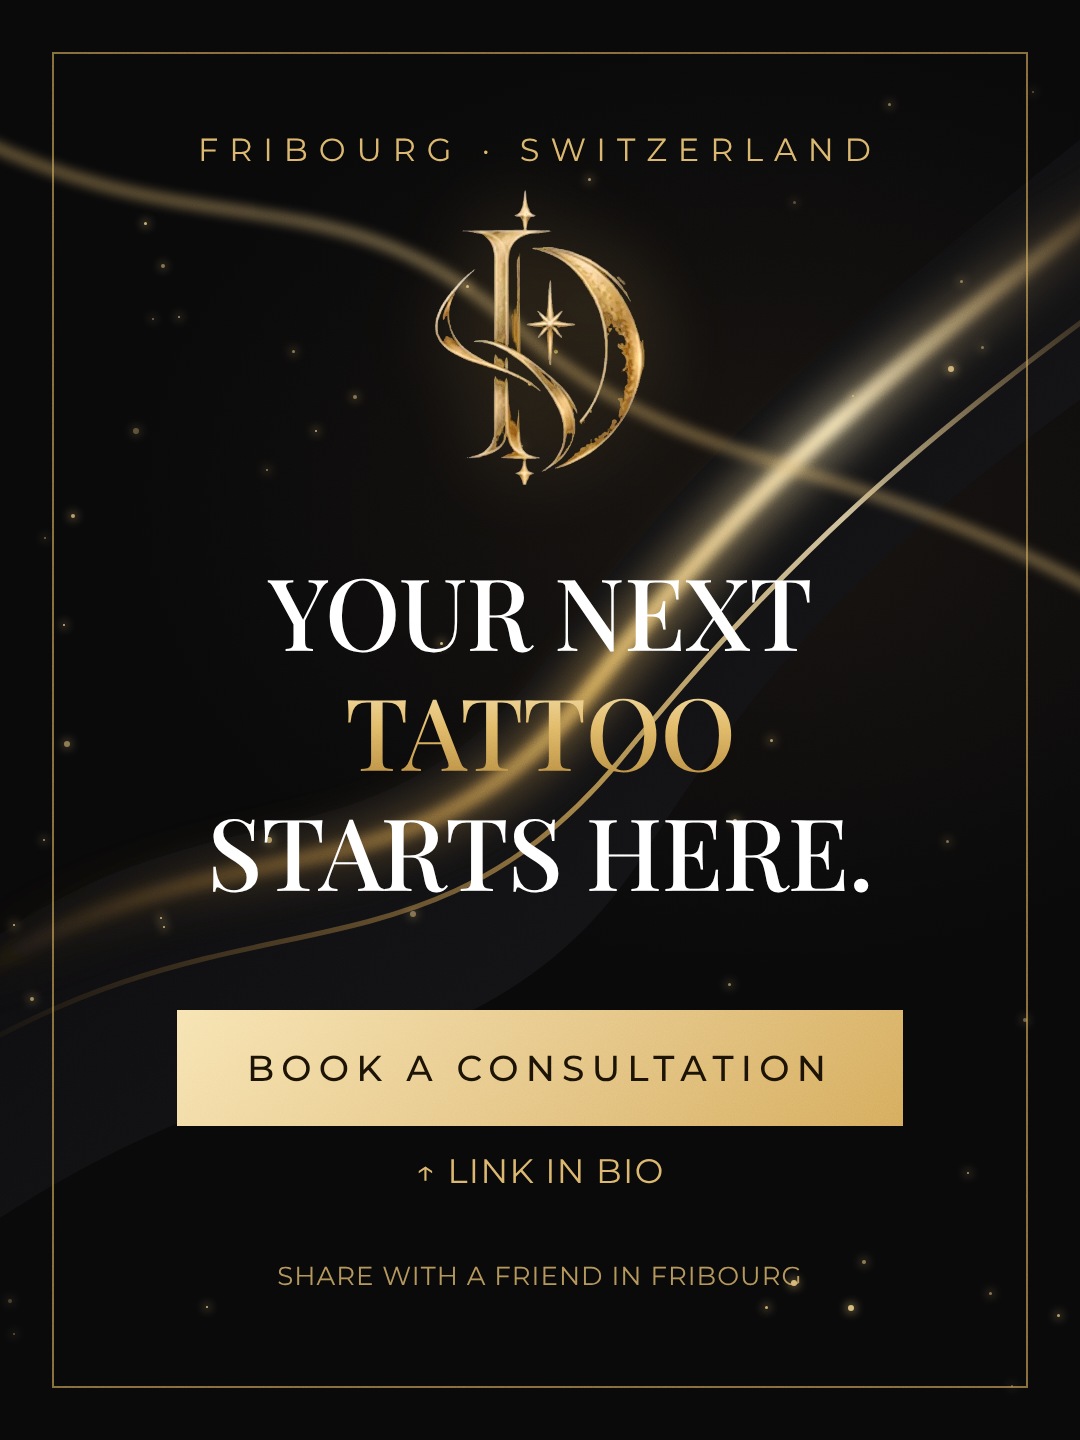 FRIBOURG · SWITZERLAND
YOUR NEXT
TATTOO
STARTS HERE.
BOOK A CONSULTATION
↑ LINK IN BIO
SHARE WITH A FRIEND IN FRIBOURG